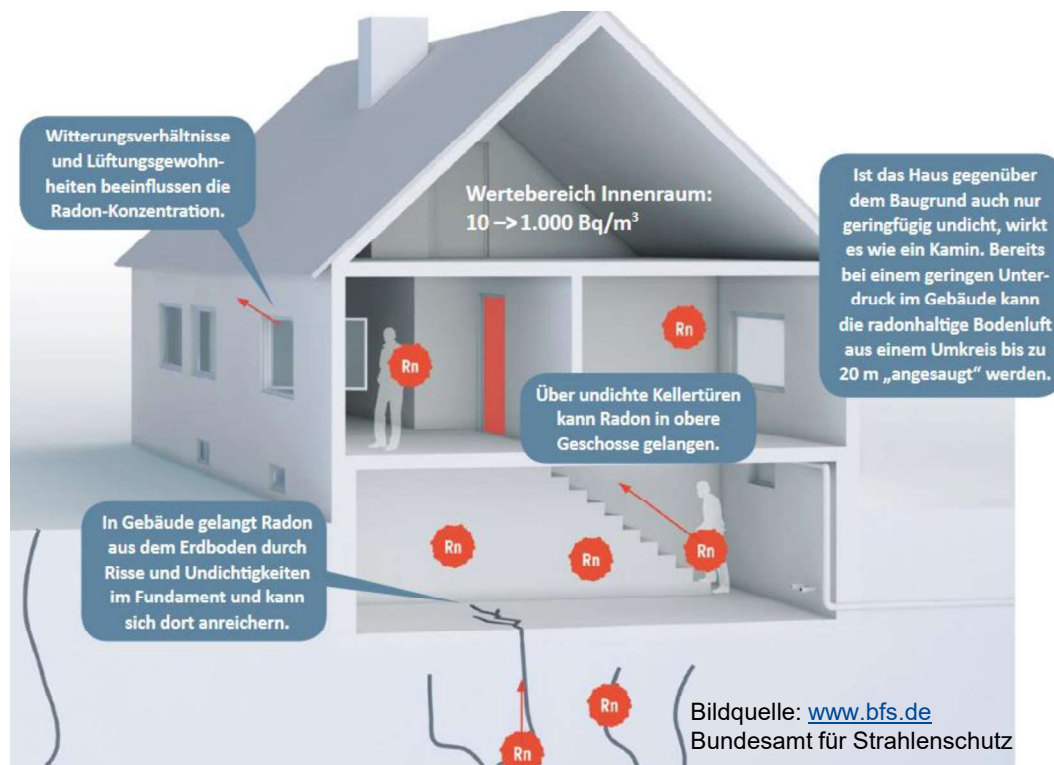 Witterungsverhältnisse
und Lüftungsgewohn-
heiten beeinflussen die
Radon-Konzentration.
Wertebereich Innenraum:
10 –>1.000 Bq/m³
Ist das Haus gegenüber
dem Baugrund auch nur
geringfügig undicht, wirkt
es wie ein Kamin. Bereits
bei einem geringen Unter-
druck im Gebäude kann
die radonhaltige Bodenluft
aus einem Umkreis bis zu
20 m „angesaugt“ werden.
Rn
Rn
Über undichte Kellertüren
kann Radon in obere
Geschosse gelangen.
In Gebäude gelangt Radon
aus dem Erdboden durch
Risse und Undichtigkeiten
im Fundament und kann
sich dort anreichern.
Rn
Rn
Rn
Rn
Rn
Bildquelle: www.bfs.de
Bundesamt für Strahlenschutz